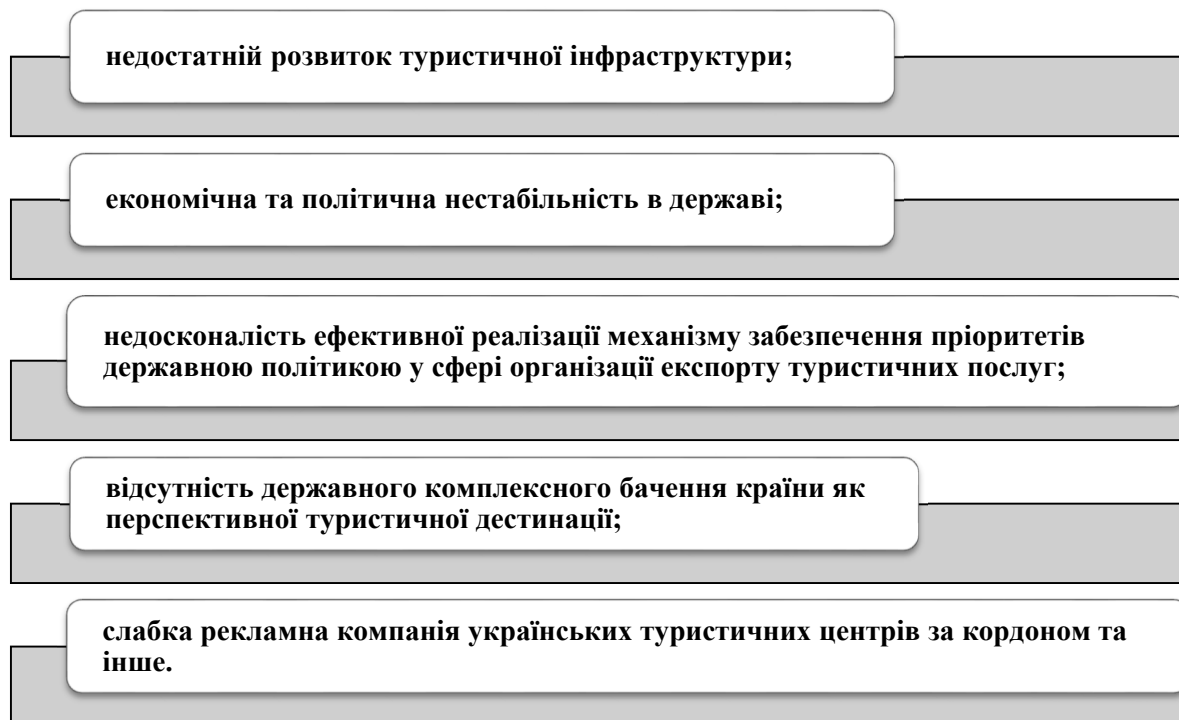 недостатній розвиток туристичної інфраструктури;
економічна та політична нестабільність в державі;
недосконалість ефективної реалізації механізму забезпечення пріоритетів
державною політикою у сфері організації експорту туристичних послуг;
відсутність державного комплексного бачення країни як
перспективної туристичної дестинації;
слабка рекламна компанія українських туристичних центрів за кордоном та
інше.